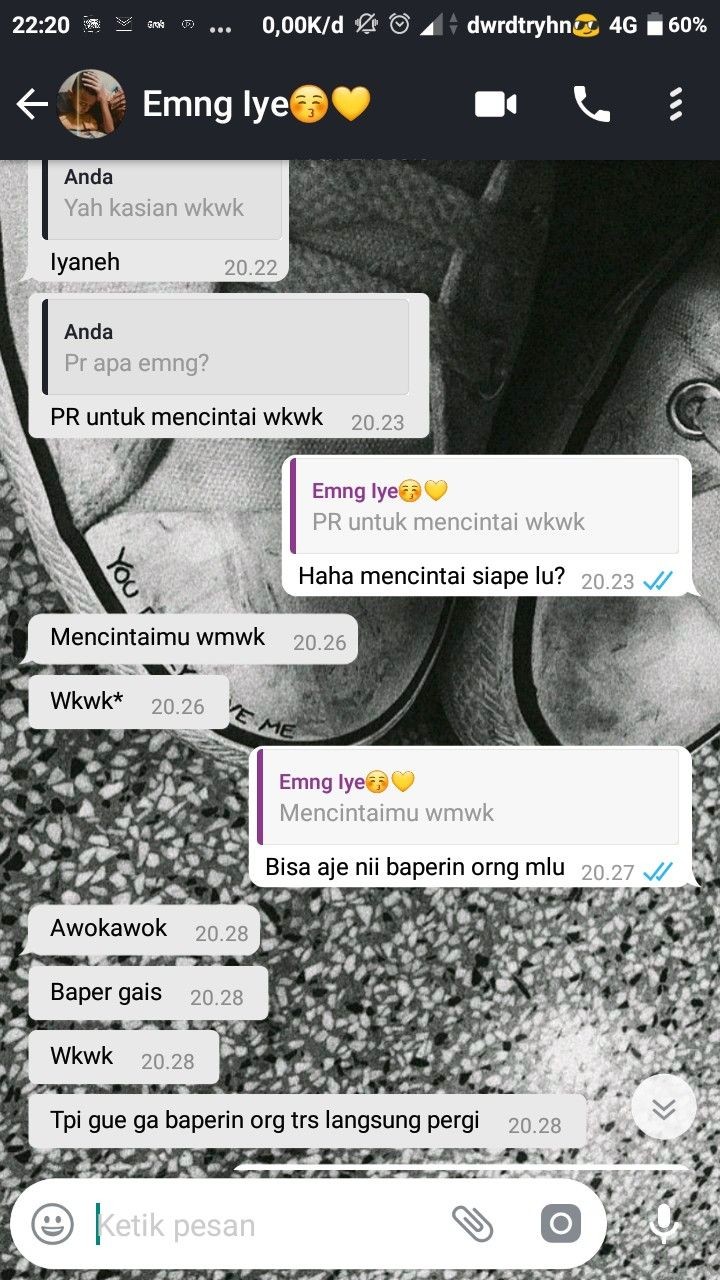 22:20 Grab ... 0,00K/d dwrdtryhn😎 4G 60%
Emng Iye😚💛
Anda
Yah kasian wkwk
Iyaneh 20.22
Anda
Pr apa emng?
PR untuk mencintai wkwk 20.23
Emng Iye😚💛
PR untuk mencintai wkwk
Haha mencintai siape lu? 20.23
YOU
Mencintaimu wmwk 20.26
Wkwk* 20.26
VE ME
Emng Iye😚💛
Mencintaimu wmwk
Bisa aje nii baperin orng mlu 20.27
Awokawok 20.28
Baper gais 20.28
Wkwk 20.28
Tpi gue ga baperin org trs langsung pergi 20.28
Ketik pesan